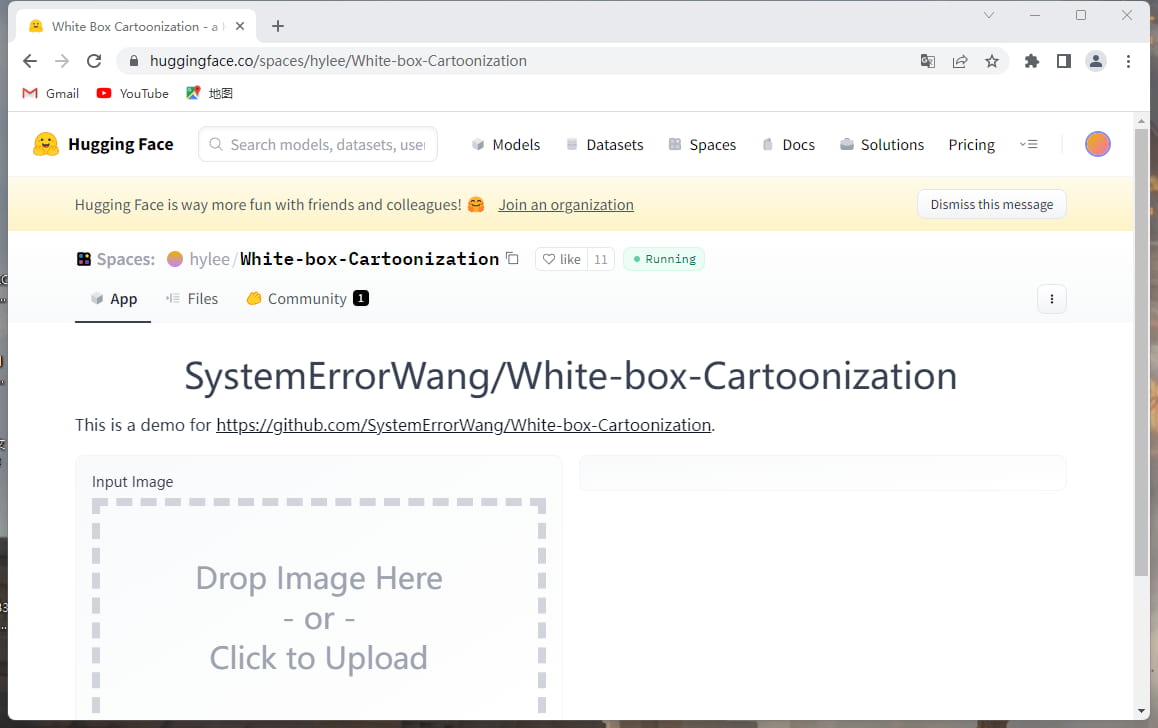 White Box Cartoonization - a
huggingface.co/spaces/hylee/White-box-Cartoonization
Gmail YouTube 地图
Hugging Face Search models, datasets, user Models Datasets Spaces Docs Solutions Pricing
Hugging Face is way more fun with friends and colleagues! 🤗 Join an organization Dismiss this message
Spaces: hylee/White-box-Cartoonization like 11 Running
App Files Community 1
SystemErrorWang/White-box-Cartoonization
This is a demo for https://github.com/SystemErrorWang/White-box-Cartoonization.
Input Image
Drop Image Here
- or -
Click to Upload